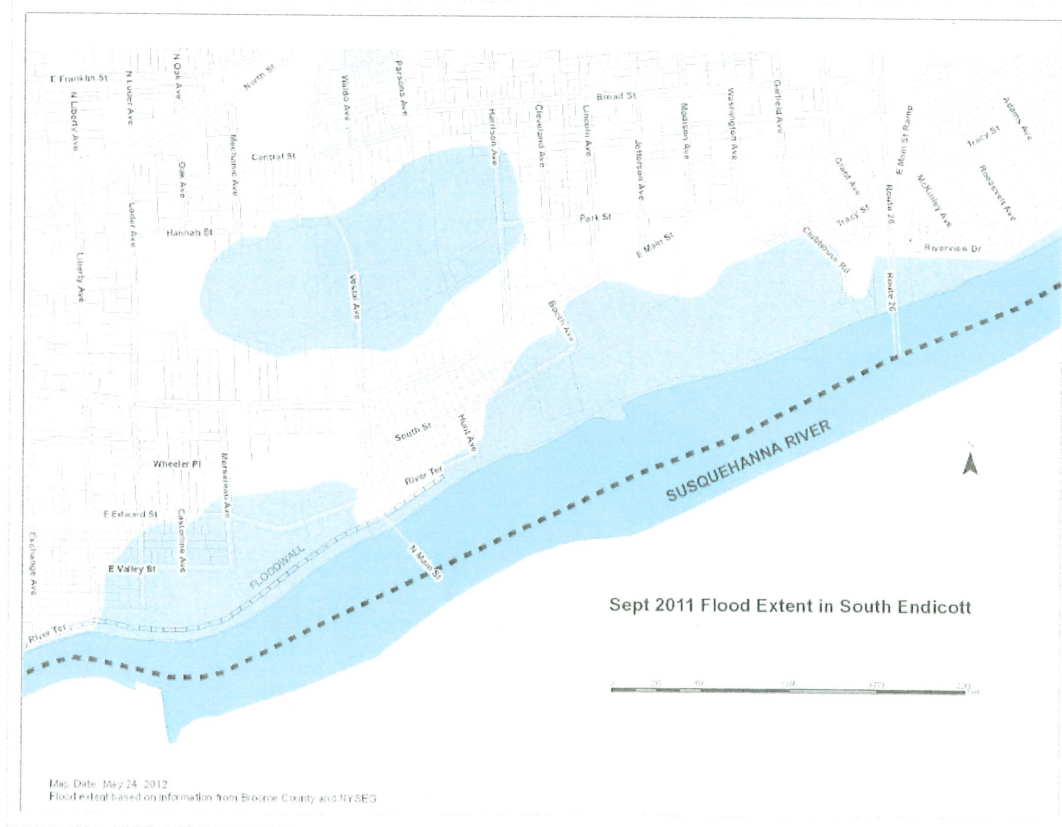 E Franklin St
N Liberty Ave
N Loder Ave
N Oak Ave
North St
Mechanic Ave
Central St
Oak Ave
Loder Ave
Hannah St
Liberty Ave
Waldo Ave
Parsons Ave
Vestal Ave
Harrison Ave
Cleveland Ave
Lincoln Ave
Broad St
Jefferson Ave
Madison Ave
Washington Ave
Garfield Ave
Park St
E Main St
Grant Ave
Tracy St
Clubhouse Rd
E Main St Ramp
Route 26
McKinley Ave
Tracy St
Adams Ave
Roosevelt Ave
Riverview Dr
Route 26
Booth Ave
South St
Hunt Ave
River Ter
Wheeler Pl
Mersereau Ave
E Edward St
Castonine Ave
E Valley St
Exchange Ave
River Ter
FLOODWALL
N Main St
SUSQUEHANNA RIVER
Sept 2011 Flood Extent in South Endicott
Map Date: May 24, 2012
Flood extent based on information from Broome County and NYSEG